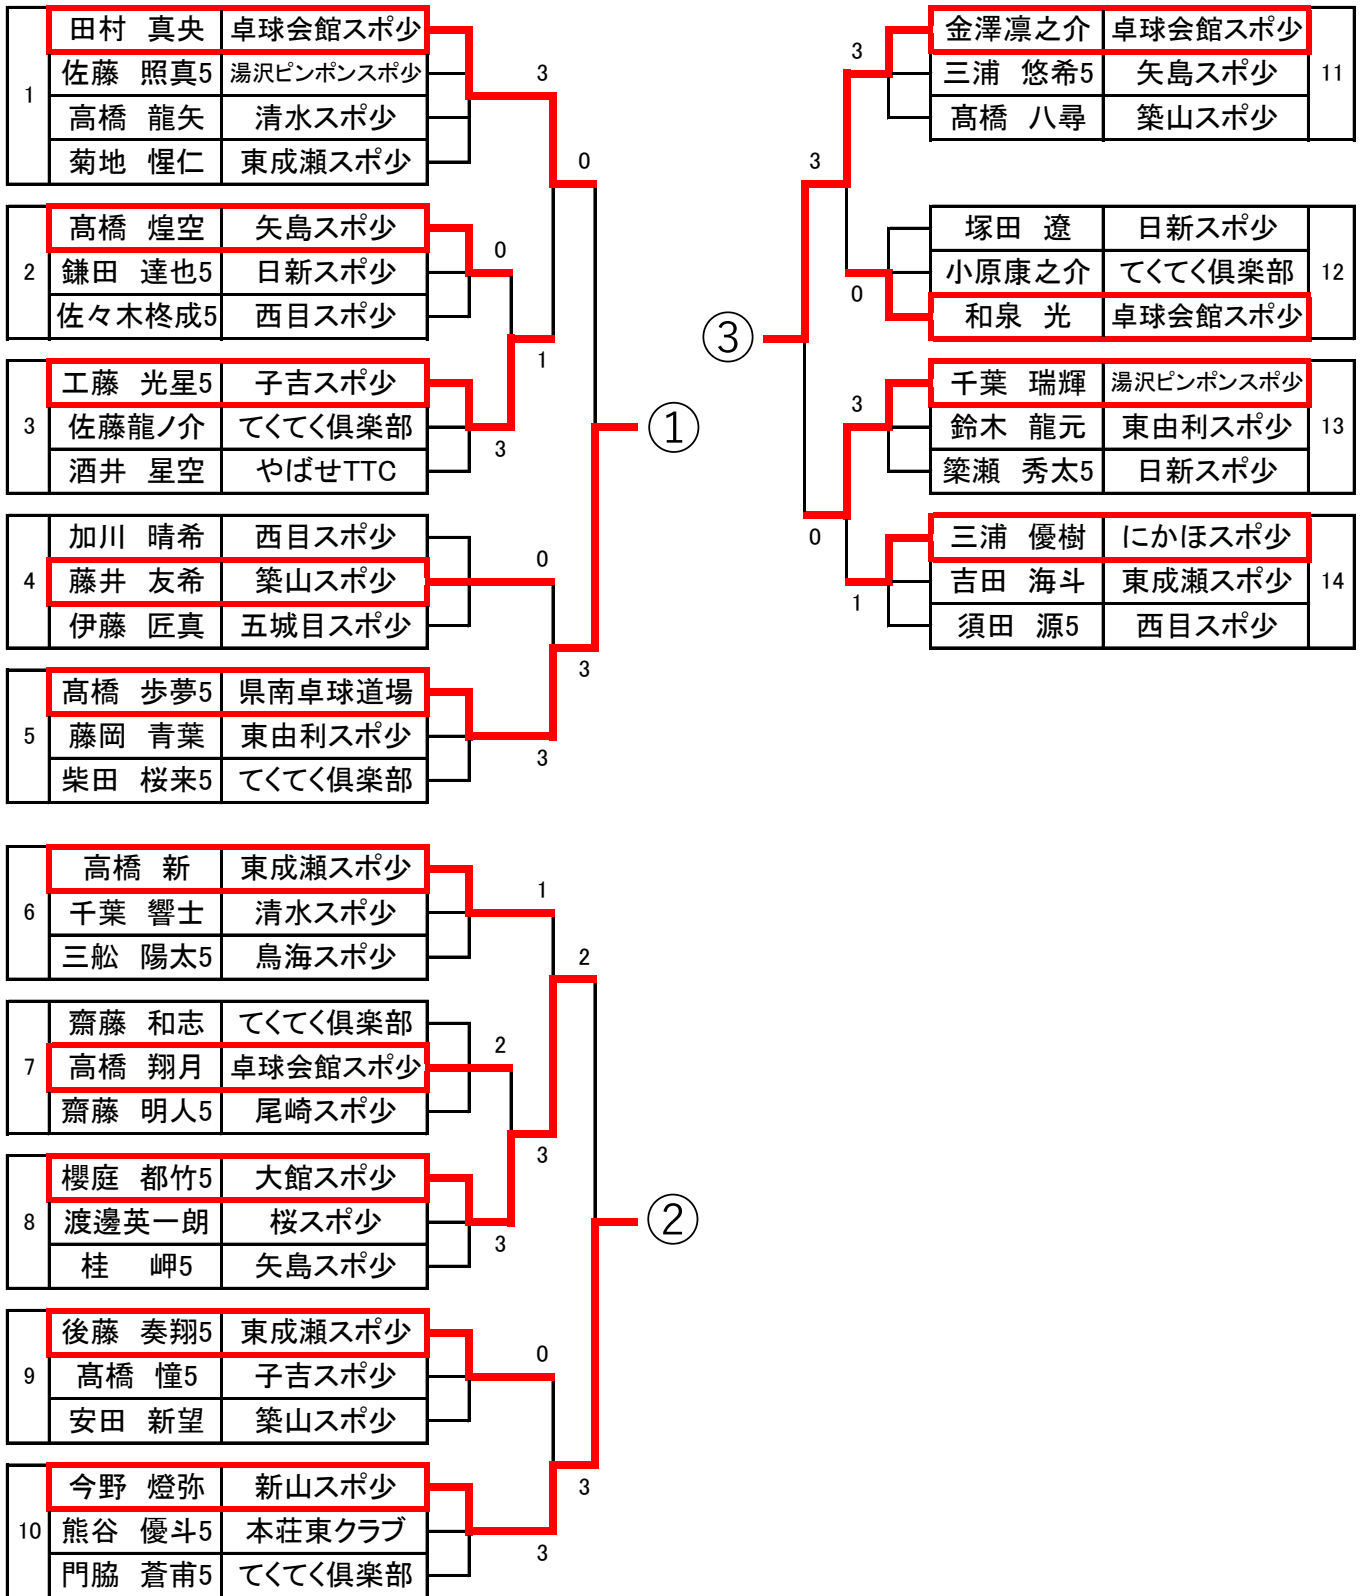 1
田村 真央 卓球会館スポ少
佐藤 照真5 湯沢ピンポンスポ少
高橋 龍矢 清水スポ少
菊地 惺仁 東成瀬スポ少
2
髙橋 煌空 矢島スポ少
鎌田 達也5 日新スポ少
佐々木柊成5 西目スポ少
3
工藤 光星5 子吉スポ少
佐藤龍ノ介 てくてく倶楽部
酒井 星空 やばせTTC
4
加川 晴希 西目スポ少
藤井 友希 築山スポ少
伊藤 匠真 五城目スポ少
5
髙橋 歩夢5 県南卓球道場
藤岡 青葉 東由利スポ少
柴田 桜来5 てくてく倶楽部
3
0
0
1
3
0
3
3
①
6
高橋 新 東成瀬スポ少
千葉 響士 清水スポ少
三舩 陽太5 鳥海スポ少
7
齋藤 和志 てくてく倶楽部
高橋 翔月 卓球会館スポ少
齋藤 明人5 尾崎スポ少
8
櫻庭 都竹5 大館スポ少
渡邊英一朗 桜スポ少
桂 岬5 矢島スポ少
9
後藤 奏翔5 東成瀬スポ少
髙橋 憧5 子吉スポ少
安田 新望 築山スポ少
10
今野 燈弥 新山スポ少
熊谷 優斗5 本荘東クラブ
門脇 蒼甫5 てくてく倶楽部
1
2
2
3
3
0
3
3
②
金澤凛之介 卓球会館スポ少
三浦 悠希5 矢島スポ少
髙橋 八尋 築山スポ少
11
塚田 遼 日新スポ少
小原康之介 てくてく倶楽部
和泉 光 卓球会館スポ少
12
千葉 瑞輝 湯沢ピンポンスポ少
鈴木 龍元 東由利スポ少
簗瀬 秀太5 日新スポ少
13
三浦 優樹 にかほスポ少
吉田 海斗 東成瀬スポ少
須田 源5 西目スポ少
14
3
3
0
3
0
1
③